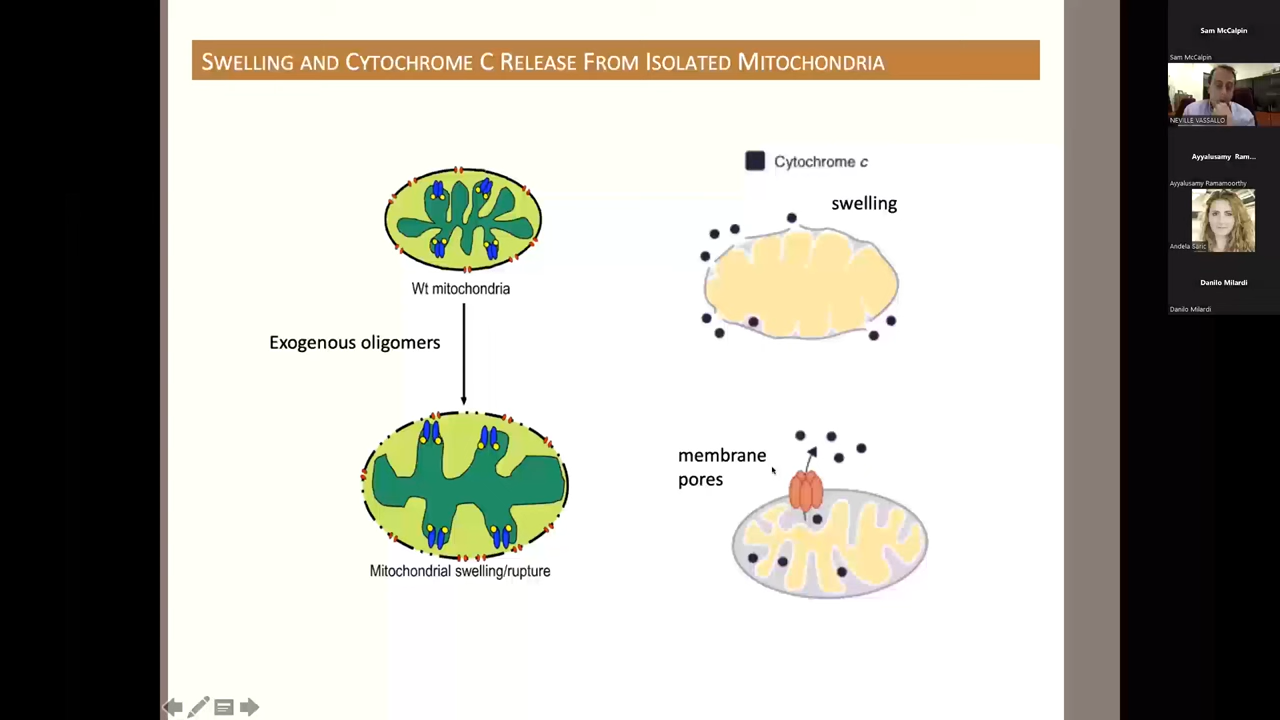 SWELLING AND CYTOCHROME C RELEASE FROM ISOLATED MITOCHONDRIA
Cytochrome c
swelling
Wt mitochondria
Exogenous oligomers
membrane
pores
Mitochondrial swelling/rupture
Sam McCalpin
Sam McCalpin
NEVILLE VASSALLO
Ayyalusamy Ram...
Ayyalusamy Ramamoorthy
Andela Saric
Danilo Milardi
Danilo Milardi